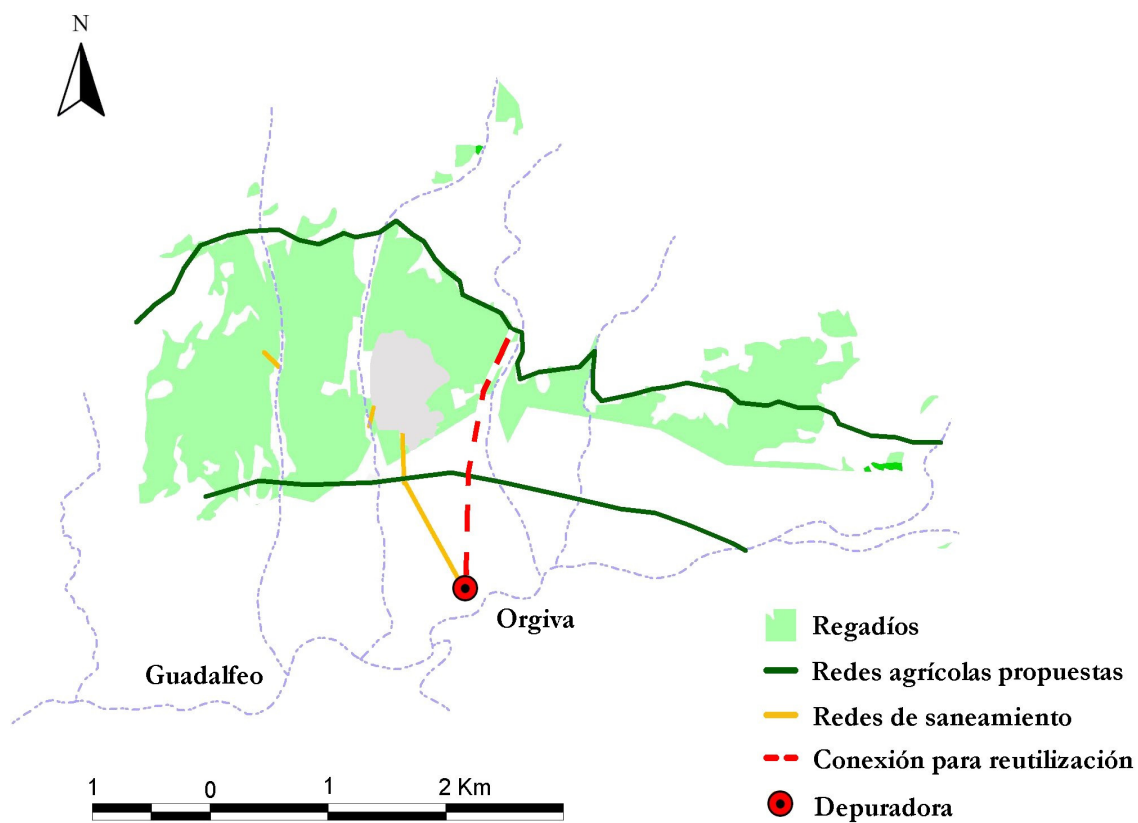 N
Orgiva
Guadalfeo
Regadíos
Redes agrícolas propuestas
Redes de saneamiento
Conexión para reutilización
Depuradora
1 0 1 2 Km